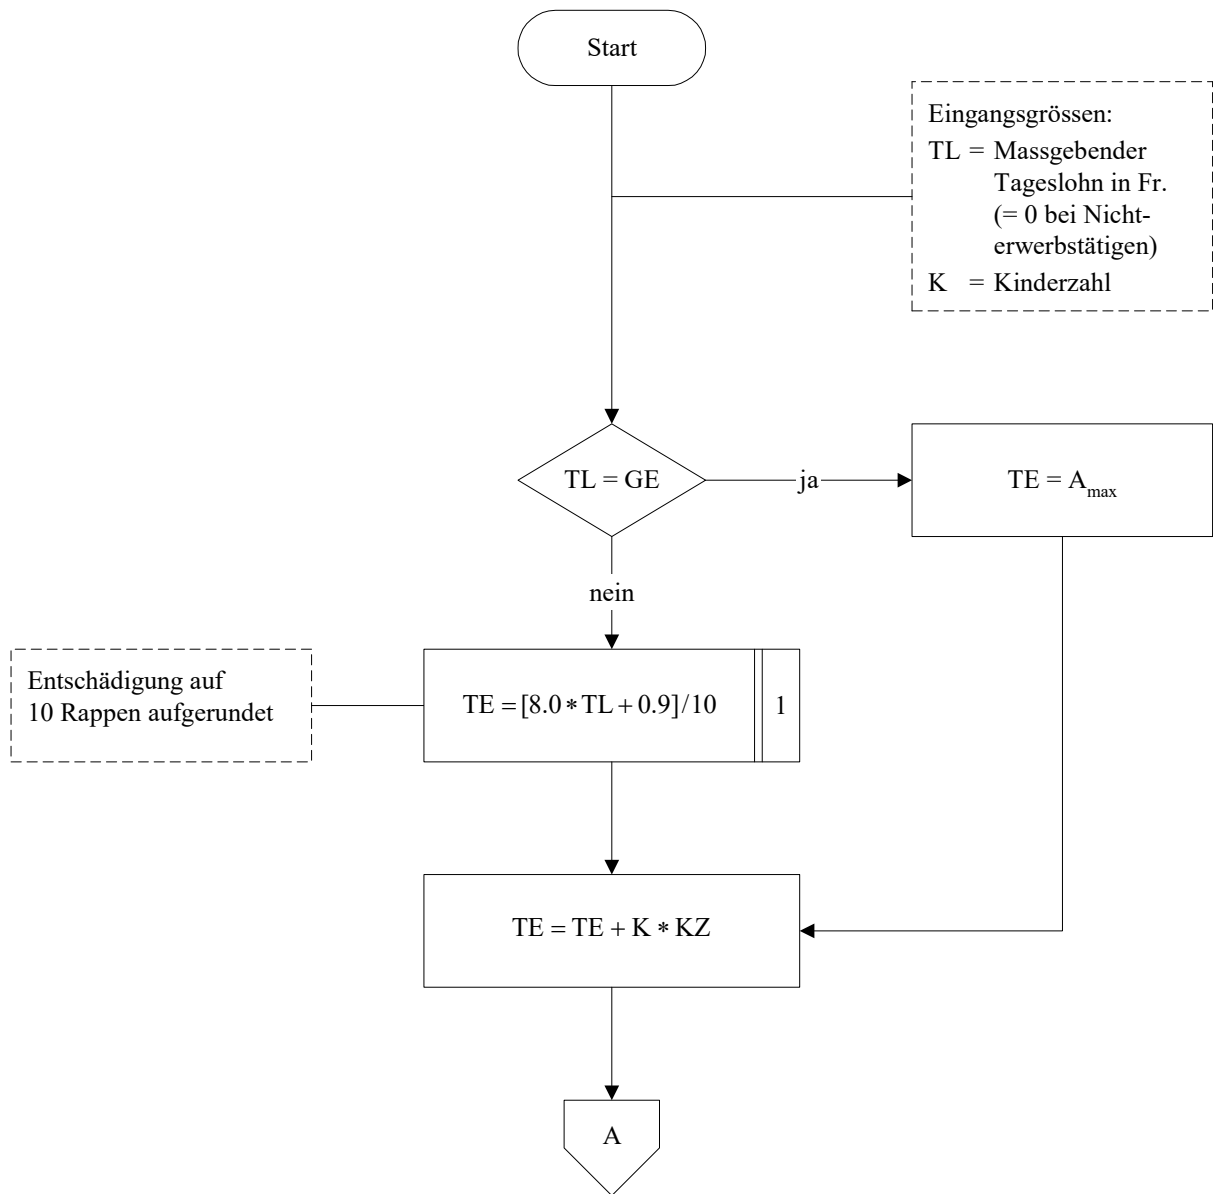 Start
Eingangsgrössen:
TL = Massgebender
Tageslohn in Fr.
(= 0 bei Nicht-
erwerbstätigen)
K = Kinderzahl
TL = GE
ja
TE = Amax
nein
Entschädigung auf
10 Rappen aufgerundet
TE = [8.0 * TL + 0.9] / 10
1
TE = TE + K * KZ
A